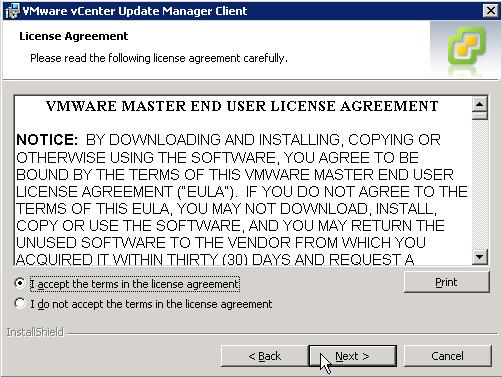 VMware vCenter Update Manager Client
License Agreement
Please read the following license agreement carefully.
VMWARE MASTER END USER LICENSE AGREEMENT
NOTICE: BY DOWNLOADING AND INSTALLING, COPYING OR
OTHERWISE USING THE SOFTWARE, YOU AGREE TO BE
BOUND BY THE TERMS OF THIS VMWARE MASTER END USER
LICENSE AGREEMENT ("EULA"). IF YOU DO NOT AGREE TO THE
TERMS OF THIS EULA, YOU MAY NOT DOWNLOAD, INSTALL,
COPY OR USE THE SOFTWARE, AND YOU MAY RETURN THE
UNUSED SOFTWARE TO THE VENDOR FROM WHICH YOU
ACQUIRED IT WITHIN THIRTY (30) DAYS AND REQUEST A
I accept the terms in the license agreement
Print
I do not accept the terms in the license agreement
InstallShield
< Back
Next >
Cancel